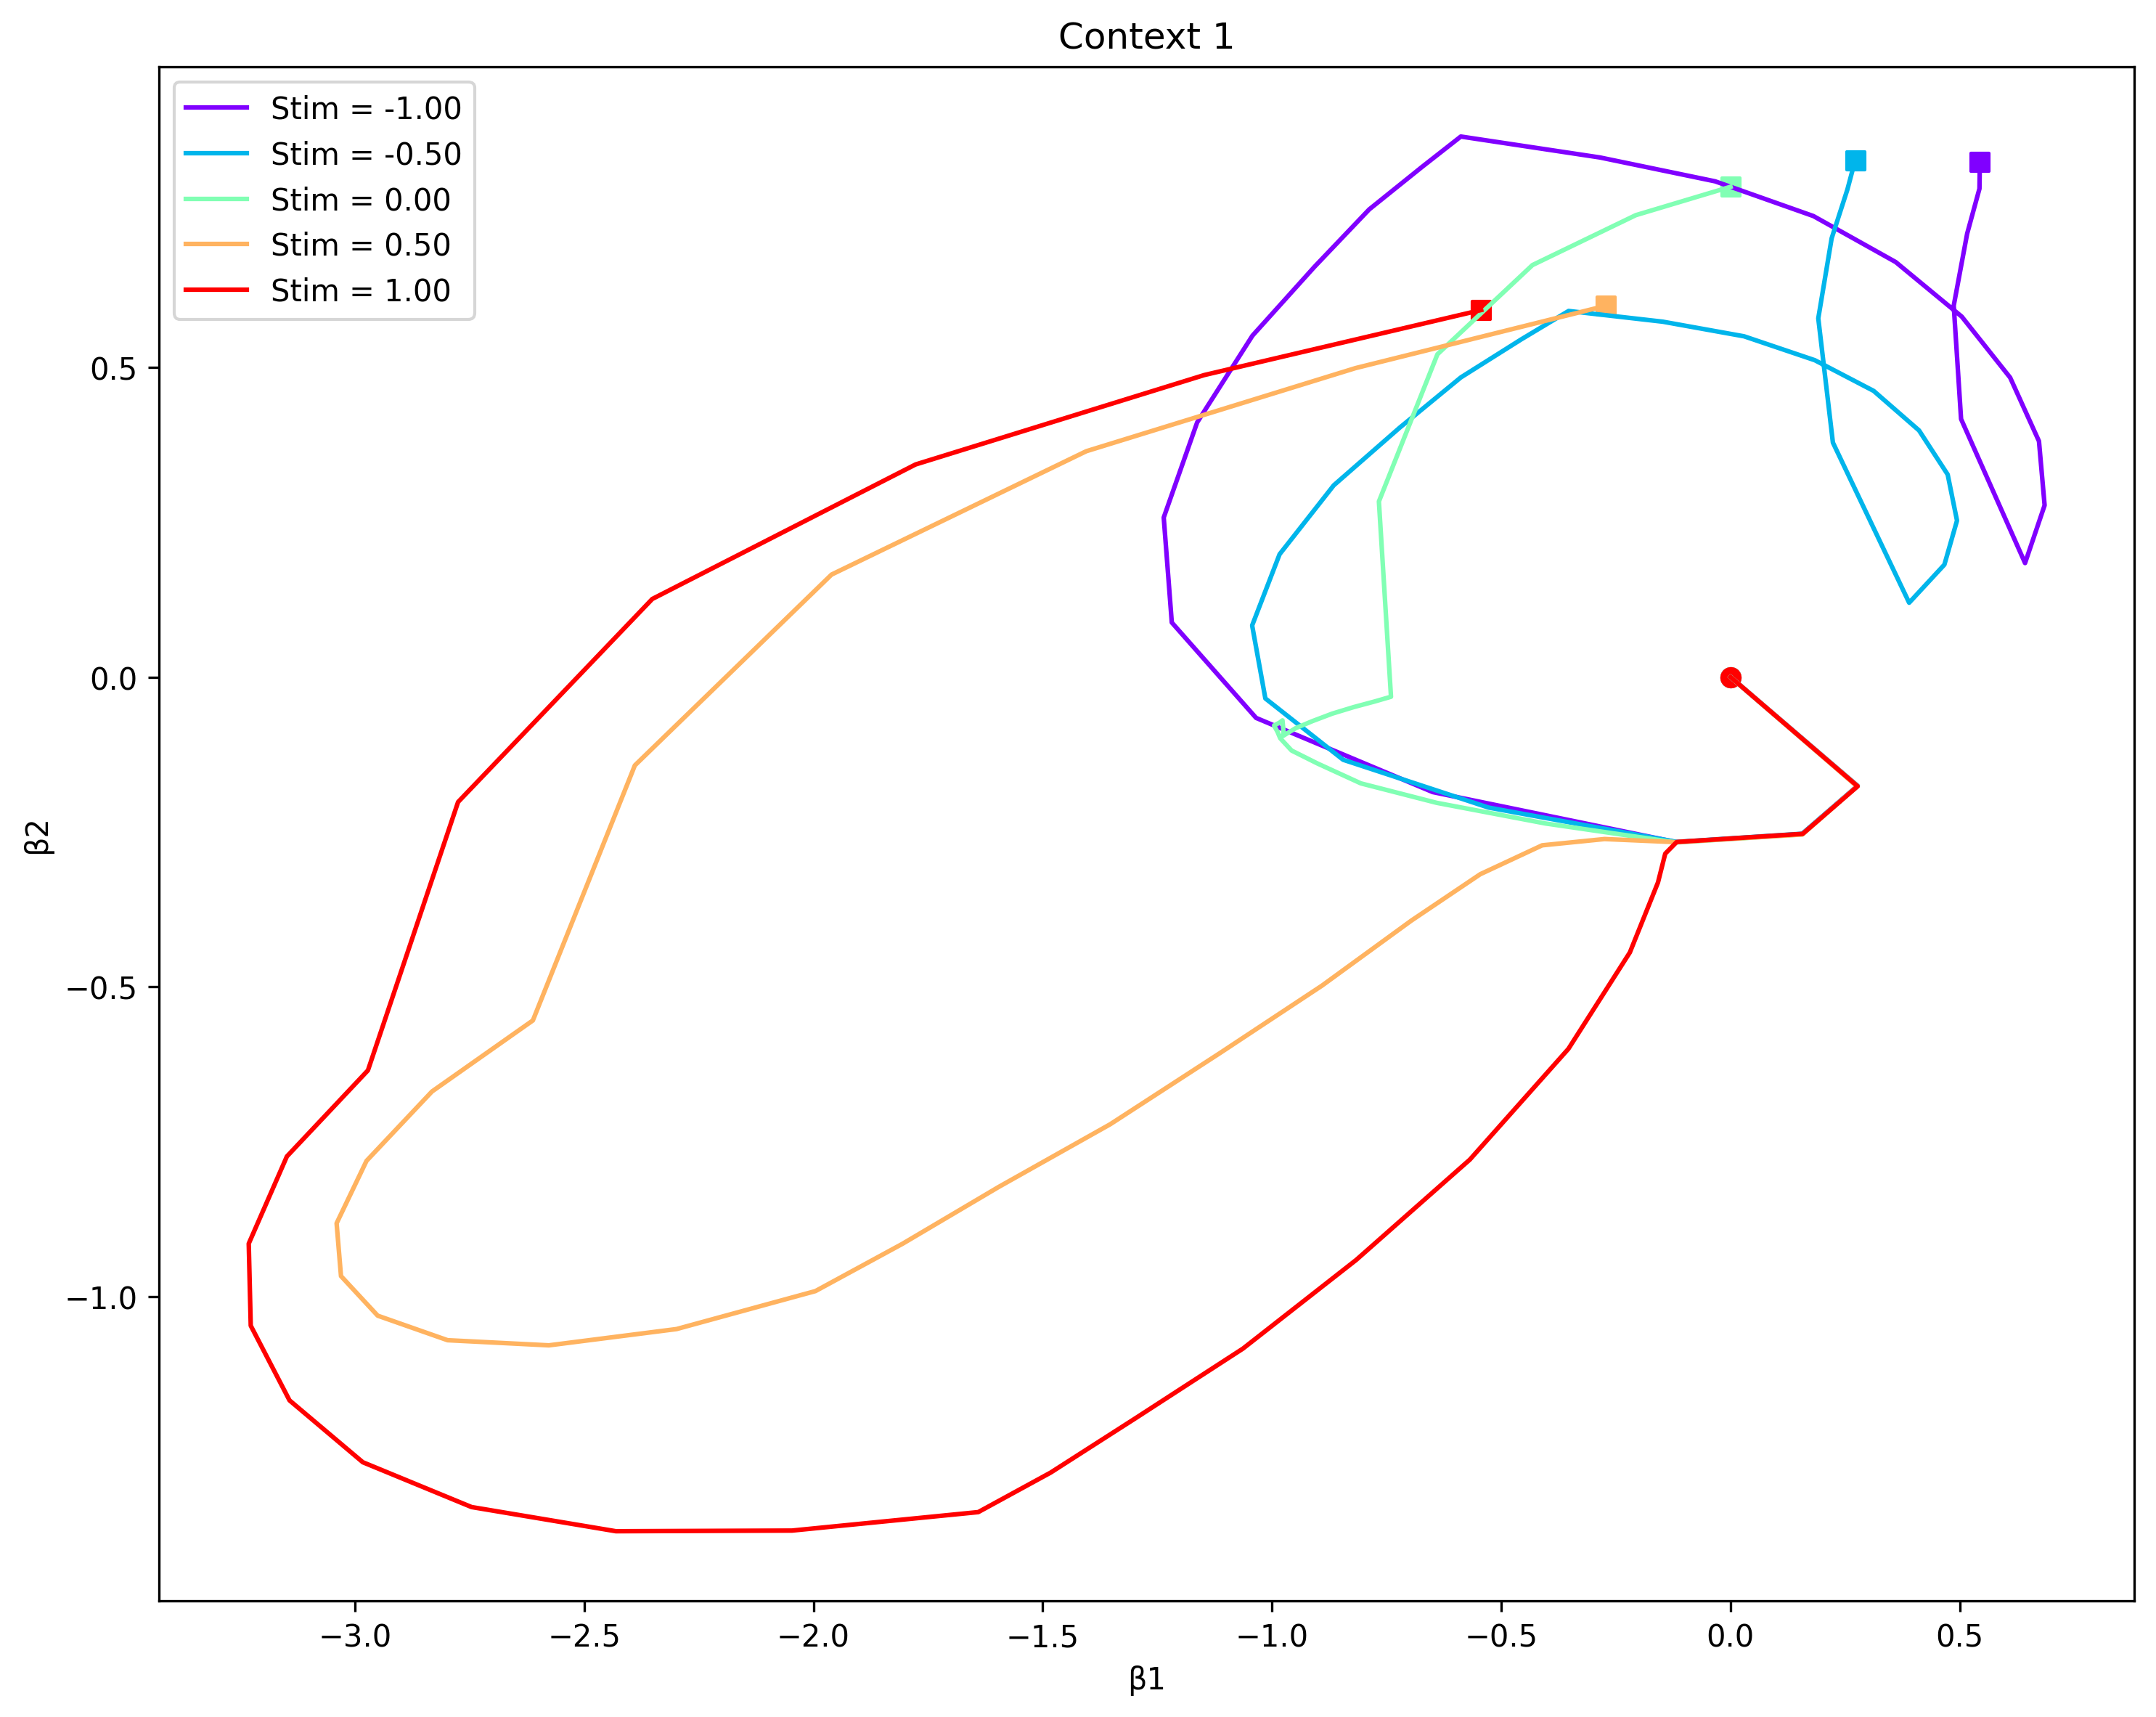 Context 1
Stim = -1.00
Stim = -0.50
Stim = 0.00
Stim = 0.50
Stim = 1.00
0.5
0.0
−0.5
−1.0
β2
−3.0 −2.5 −2.0 −1.5 −1.0 −0.5 0.0 0.5
β1